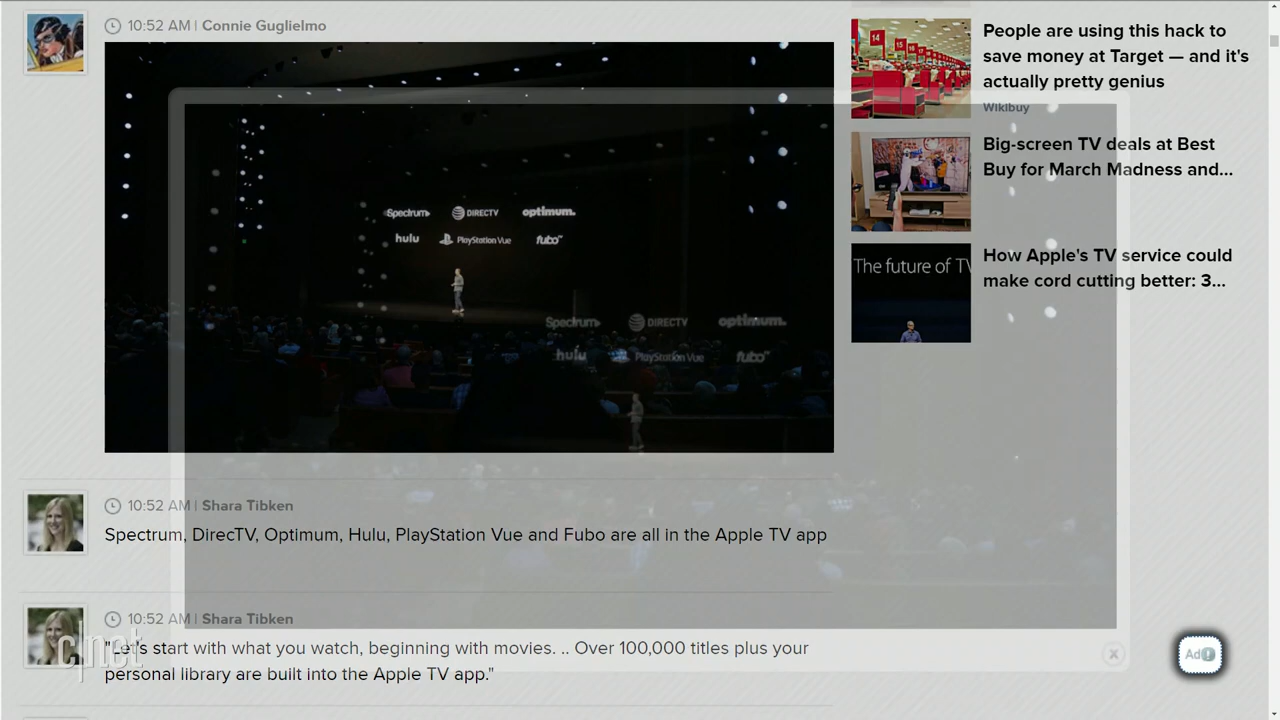 10:52 AM | Connie Guglielmo
Spectrum DIRECTV optimum.
hulu PlayStation Vue fubo
Spectrum DIRECTV optimum.
hulu PlayStation Vue fubo
10:52 AM | Shara Tibken
Spectrum, DirecTV, Optimum, Hulu, PlayStation Vue and Fubo are all in the Apple TV app
10:52 AM | Shara Tibken
"Let's start with what you watch, beginning with movies. .. Over 100,000 titles plus your
personal library are built into the Apple TV app."
c|net
14 15 16
People are using this hack to
save money at Target — and it's
actually pretty genius
Wikibuy
Big-screen TV deals at Best
Buy for March Madness and...
The future of TV
How Apple's TV service could
make cord cutting better: 3...
x
Ad!